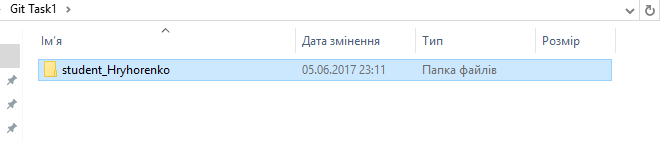 Git Task1
Ім'я Дата змінення Тип Розмір
student_Hryhorenko 05.06.2017 23:11 Папка файлів